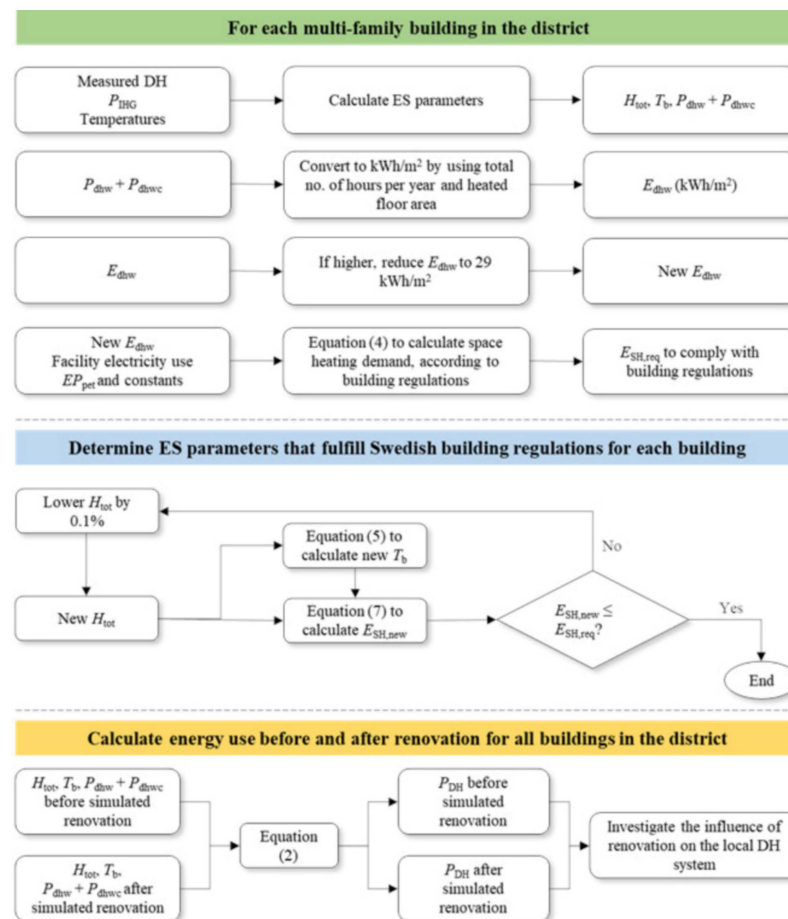 For each multi-family building in the district
Measured DH
P_IHG
Temperatures
Calculate ES parameters
H_tot, T_b, P_dhw + P_dhwc
P_dhw + P_dhwc
Convert to kWh/m² by using total
no. of hours per year and heated
floor area
E_dhw (kWh/m²)
E_dhw
If higher, reduce E_dhw to 29
kWh/m²
New E_dhw
New E_dhw
Facility electricity use
EP_pet and constants
Equation (4) to calculate space
heating demand, according to
building regulations
E_SH,req to comply with
building regulations
Determine ES parameters that fulfill Swedish building regulations for each building
Lower H_tot by
0.1%
New H_tot
Equation (5) to
calculate new T_b
Equation (7) to
calculate E_SH,new
E_SH,new ≤
E_SH,req?
No
Yes
End
Calculate energy use before and after renovation for all buildings in the district
H_tot, T_b, P_dhw + P_dhwc
before simulated
renovation
H_tot, T_b,
P_dhw + P_dhwc after
simulated renovation
Equation
(2)
P_DH before
simulated
renovation
P_DH after
simulated
renovation
Investigate the influence of
renovation on the local DH
system